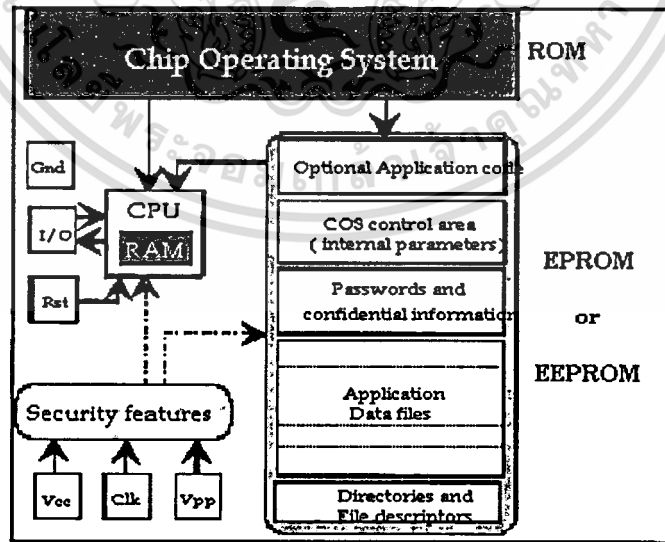 Chip Operating System
ROM
Gnd
Optional Application code
CPU
I/O
RAM
COS control area
( internal parameters)
EPROM
Rst
Passwords and
confidential information
or
EEPROM
Application
Data files
Security features
Vcc
Clk
Vpp
Directories and
File descriptors